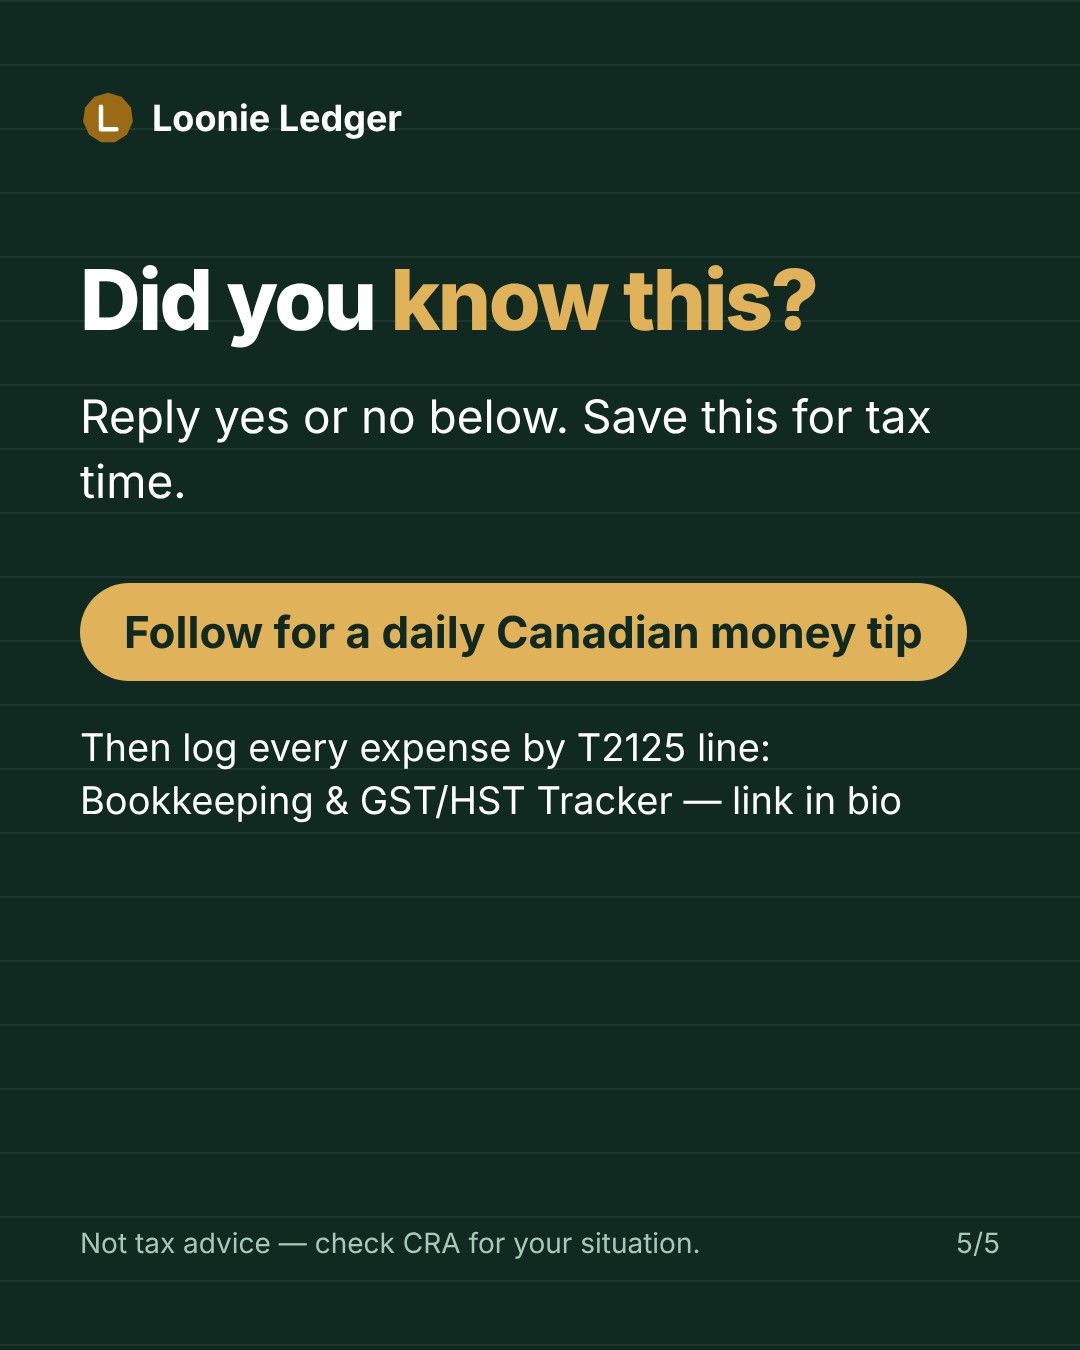 L Loonie Ledger
Did you know this?
Reply yes or no below. Save this for tax
time.
Follow for a daily Canadian money tip
Then log every expense by T2125 line:
Bookkeeping & GST/HST Tracker — link in bio
Not tax advice — check CRA for your situation. 5/5